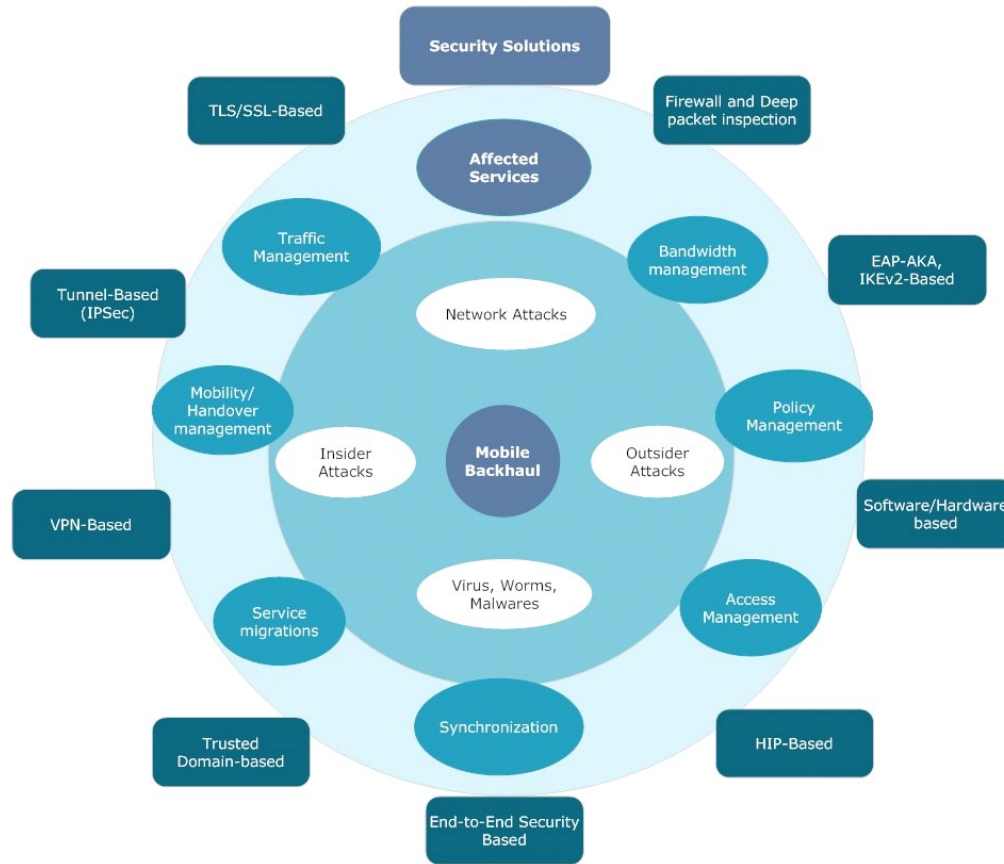 Security Solutions
TLS/SSL-Based
Firewall and Deep
packet inspection
Affected
Services
Traffic
Management
Bandwidth
management
EAP-AKA,
IKEv2-Based
Tunnel-Based
(IPSec)
Network Attacks
Mobility/
Handover
management
Policy
Management
Insider
Attacks
Mobile
Backhaul
Outsider
Attacks
VPN-Based
Software/Hardware
based
Virus, Worms,
Malwares
Service
migrations
Access
Management
Synchronization
Trusted
Domain-based
HIP-Based
End-to-End Security
Based